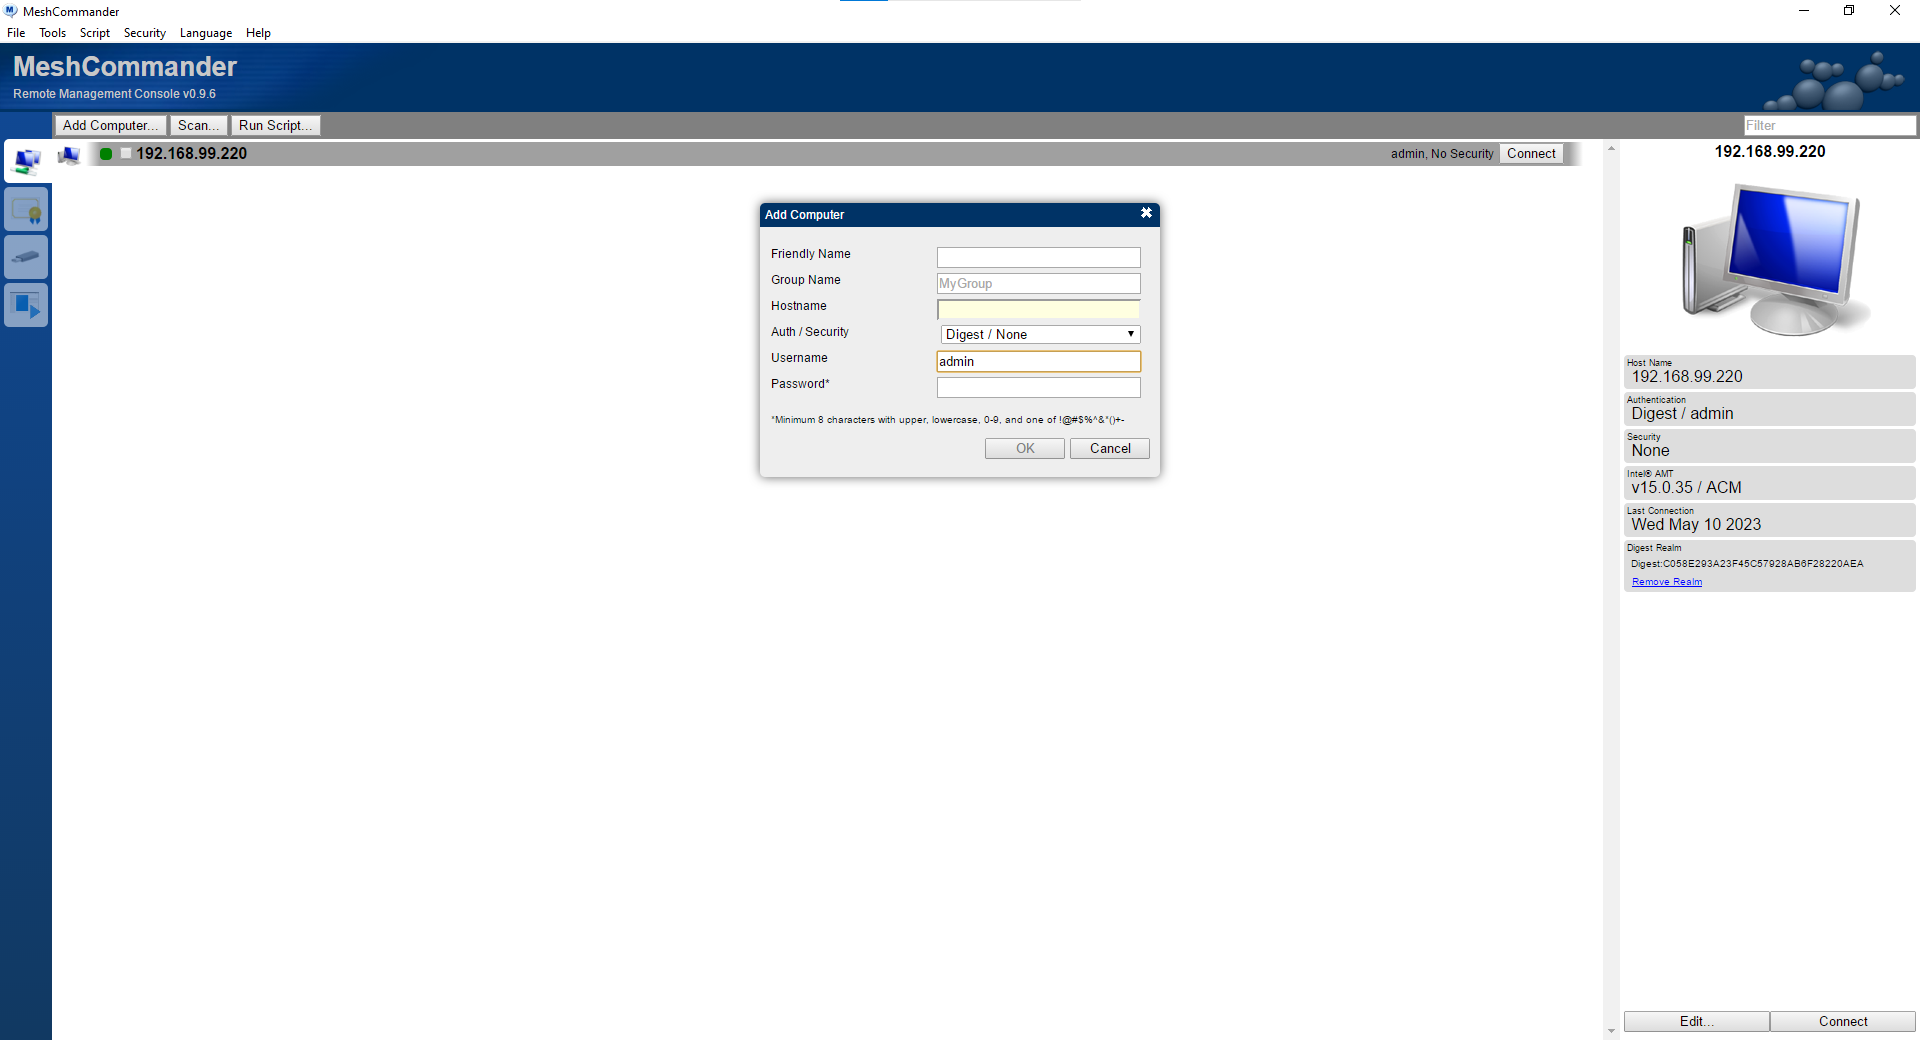 MeshCommander
File Tools Script Security Language Help
MeshCommander
Remote Management Console v0.9.6
Add Computer... Scan... Run Script... Filter
192.168.99.220 admin, No Security Connect
Add Computer
Friendly Name
Group Name MyGroup
Hostname
Auth / Security Digest / None
Username admin
Password*
*Minimum 8 characters with upper, lowercase, 0-9, and one of !@#$%^&*()+-
OK Cancel
192.168.99.220
Host Name
192.168.99.220
Authentication
Digest / admin
Security
None
Intel® AMT
v15.0.35 / ACM
Last Connection
Wed May 10 2023
Digest Realm
Digest:C058E293A23F45C57928AB6F28220AEA
Remove Realm
Edit... Connect